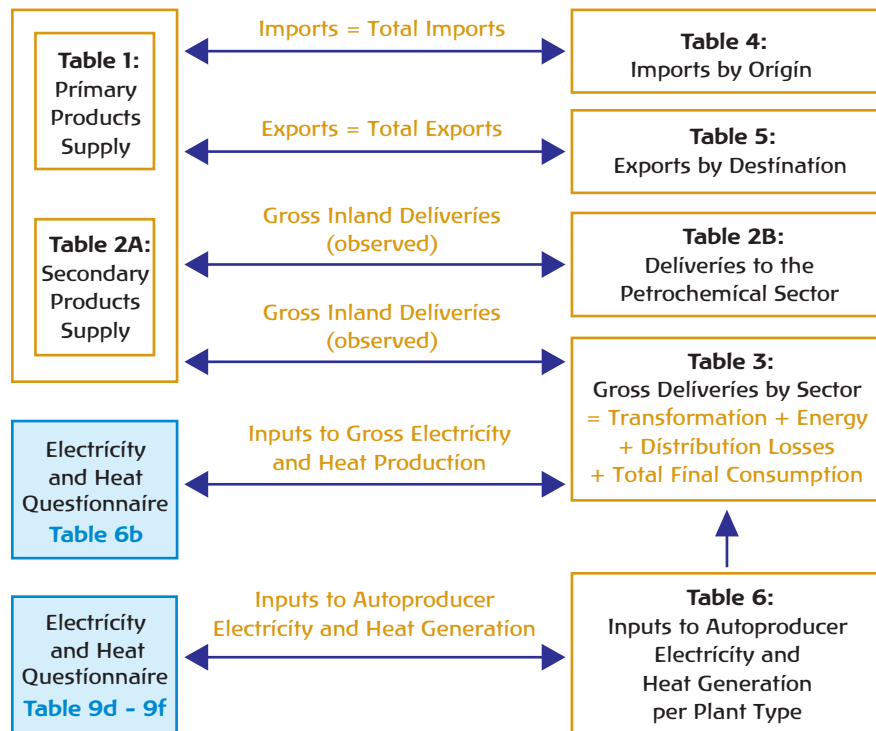 Imports = Total Imports
Table 1:
Primary
Products
Supply
Table 4:
Imports by Origin
Exports = Total Exports
Table 5:
Exports by Destination
Gross Inland Deliveries
(observed)
Table 2A:
Secondary
Products
Supply
Table 2B:
Deliveries to the
Petrochemical Sector
Gross Inland Deliveries
(observed)
Table 3:
Gross Deliveries by Sector
= Transformation + Energy
+ Distribution Losses
+ Total Final Consumption
Electricity
and Heat
Questionnaire
Table 6b
Inputs to Gross Electricity
and Heat Production
Electricity
and Heat
Questionnaire
Table 9d - 9f
Inputs to Autoproducer
Electricity and Heat Generation
Table 6:
Inputs to Autoproducer
Electricity and
Heat Generation
per Plant Type